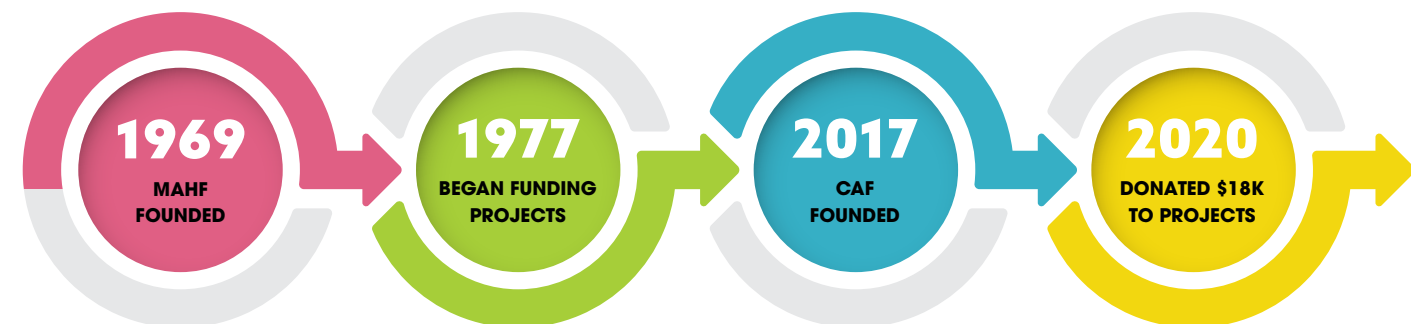 1969
MAHF
FOUNDED
1977
BEGAN FUNDING
PROJECTS
2017
CAF
FOUNDED
2020
DONATED $18K
TO PROJECTS